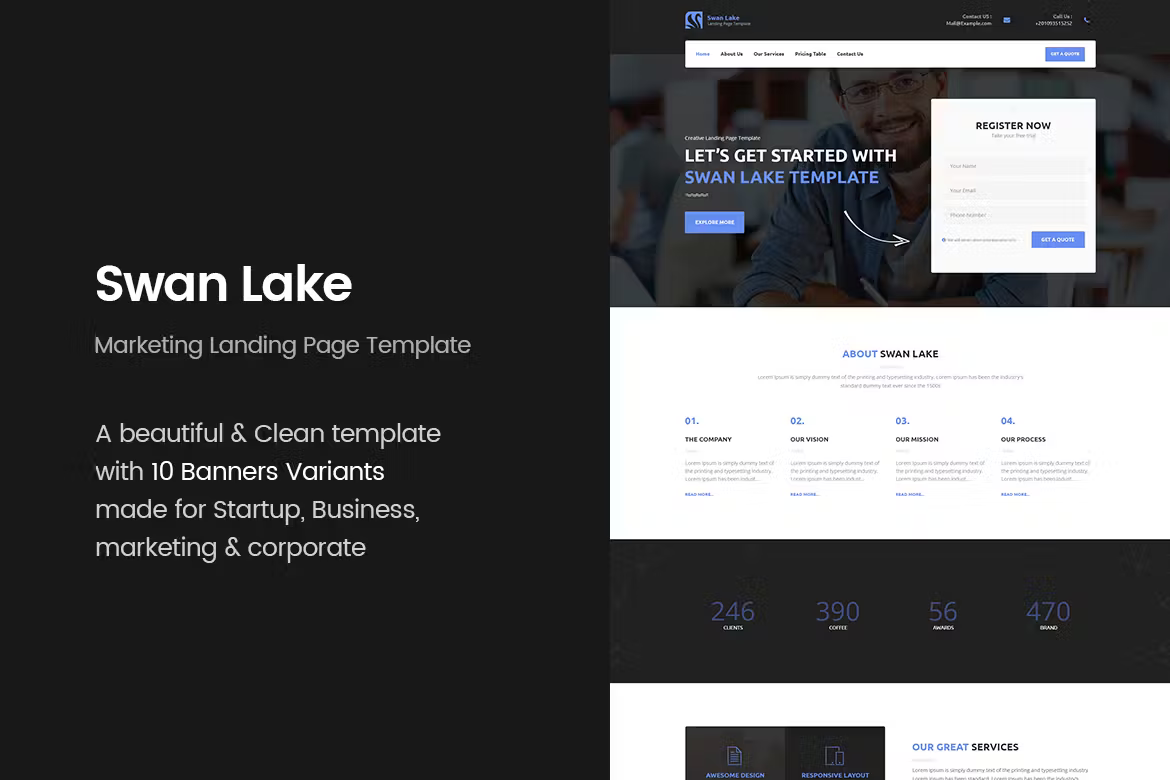 Swan Lake
Marketing Landing Page Template
A beautiful & Clean template
with 10 Banners Variants
made for Startup, Business,
marketing & corporate
Swan Lake
Landing Page Template
Contact US :
Mail@Example.com
Call Us :
+201093515252
Home About Us Our Services Pricing Table Contact Us
GET A QUOTE
Creative Landing Page Template
LET'S GET STARTED WITH
SWAN LAKE TEMPLATE
EXPLORE MORE
REGISTER NOW
Take your free trial
Your Name
Your Email
Phone Number
We will never
GET A QUOTE
ABOUT SWAN LAKE
Lorem Ipsum is simply dummy text of the printing and typesetting industry. Lorem Ipsum has been the industry's
standard dummy text ever since the 1500s
01.
THE COMPANY
Lorem Ipsum is simply dummy text of
the printing and typesetting industry.
Lorem Ipsum has been indust...
READ MORE..
02.
OUR VISION
Lorem Ipsum is simply dummy text of
the printing and typesetting industry.
Lorem Ipsum has been indust...
READ MORE..
03.
OUR MISSION
Lorem Ipsum is simply dummy text of
the printing and typesetting industry.
Lorem Ipsum has been indust...
READ MORE..
04.
OUR PROCESS
Lorem Ipsum is simply dummy text of
the printing and typesetting industry.
Lorem Ipsum has been indust...
READ MORE..
246
CLIENTS
390
COFFEE
56
AWARDS
470
BRAND
AWESOME DESIGN
RESPONSIVE LAYOUT
OUR GREAT SERVICES
Lorem Ipsum is simply dummy text of the printing and
typesetting industry. Lorem Ipsum has been the industry's